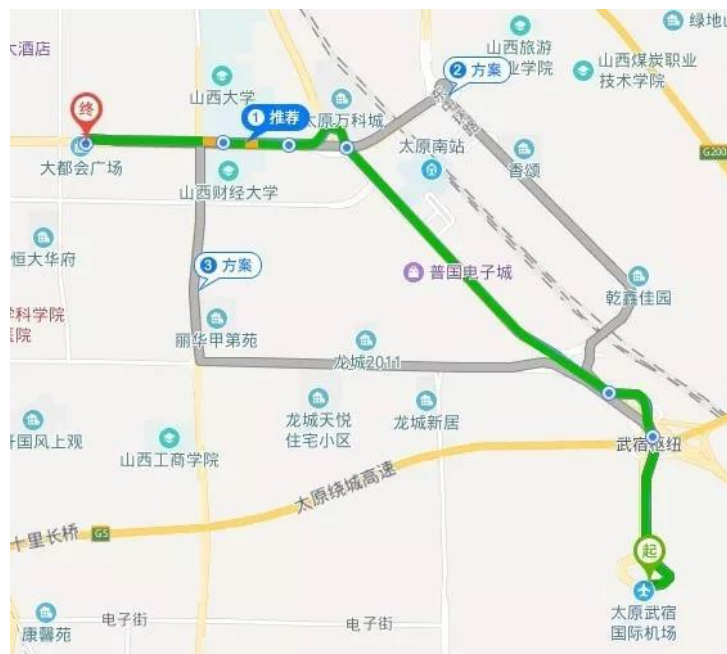 绿地山
山西旅游
业学院
大酒店
2 方案
山西煤炭职业
技术学院
山西大学
终
1 推荐
太原万科城
太原南站
G200
大都会广场
山西财经大学
香颂
恒大华府
3 方案
普国电子城
乾鑫佳园
学科学院
医院
丽华甲第苑
龙城2011
龙城天悦
住宅小区
龙城新居
国风上观
山西工商学院
武宿枢纽
太原绕城高速
十里长桥
G5
起
电子街
电子街
康馨苑
太原武宿
国际机场